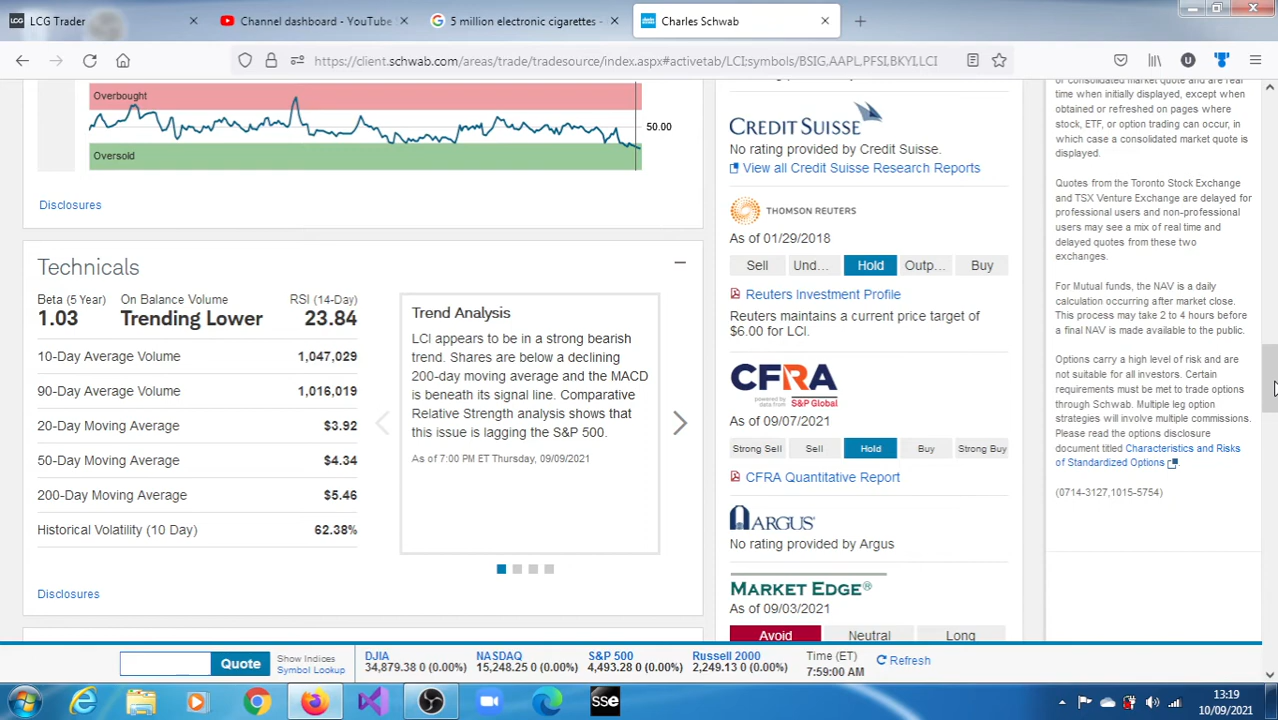 LCG Trader
Channel dashboard - YouTube
5 million electronic cigarettes -
Charles Schwab
https://client.schwab.com/areas/trade/tradesource/index.aspx#activetab/LCI:symbols/BSIG,AAPL,PFSI,BKYI,LCI
Overbought
50.00
Oversold
Disclosures
Technicals
Beta (5 Year)
1.03
On Balance Volume
Trending Lower
RSI (14-Day)
23.84
10-Day Average Volume 1,047,029
90-Day Average Volume 1,016,019
20-Day Moving Average $3.92
50-Day Moving Average $4.34
200-Day Moving Average $5.46
Historical Volatility (10 Day) 62.38%
Disclosures
Trend Analysis
LCI appears to be in a strong bearish
trend. Shares are below a declining
200-day moving average and the MACD
is beneath its signal line. Comparative
Relative Strength analysis shows that
this issue is lagging the S&P 500.
As of 7:00 PM ET Thursday, 09/09/2021
CREDIT SUISSE
No rating provided by Credit Suisse.
View all Credit Suisse Research Reports
THOMSON REUTERS
As of 01/29/2018
Sell Und... Hold Outp... Buy
Reuters Investment Profile
Reuters maintains a current price target of
$6.00 for LCI.
CFRA
powered by data from S&P Global
As of 09/07/2021
Strong Sell Sell Hold Buy Strong Buy
CFRA Quantitative Report
ARGUS
No rating provided by Argus
MARKET EDGE®
As of 09/03/2021
Avoid Neutral Long
or consolidated market quote and are real
time when initially displayed, except when
obtained or refreshed on pages where
stock, ETF, or option trading can occur, in
which case a consolidated market quote is
displayed.
Quotes from the Toronto Stock Exchange
and TSX Venture Exchange are delayed for
professional users and non-professional
users may see a mix of real time and
delayed quotes from these two
exchanges.
For Mutual funds, the NAV is a daily
calculation occurring after market close.
This process may take 2 to 4 hours before
a final NAV is made available to the public.
Options carry a high level of risk and are
not suitable for all investors. Certain
requirements must be met to trade options
through Schwab. Multiple leg option
strategies will involve multiple commissions.
Please read the options disclosure
document titled Characteristics and Risks
of Standardized Options
(0714-3127,1015-5754)
Quote
Show Indices
Symbol Lookup
DJIA
34,879.38 0 (0.00%)
NASDAQ
15,248.25 0 (0.00%)
S&P 500
4,493.28 0 (0.00%)
Russell 2000
2,249.13 0 (0.00%)
Time (ET)
7:59:00 AM
Refresh
SSE
13:19
10/09/2021